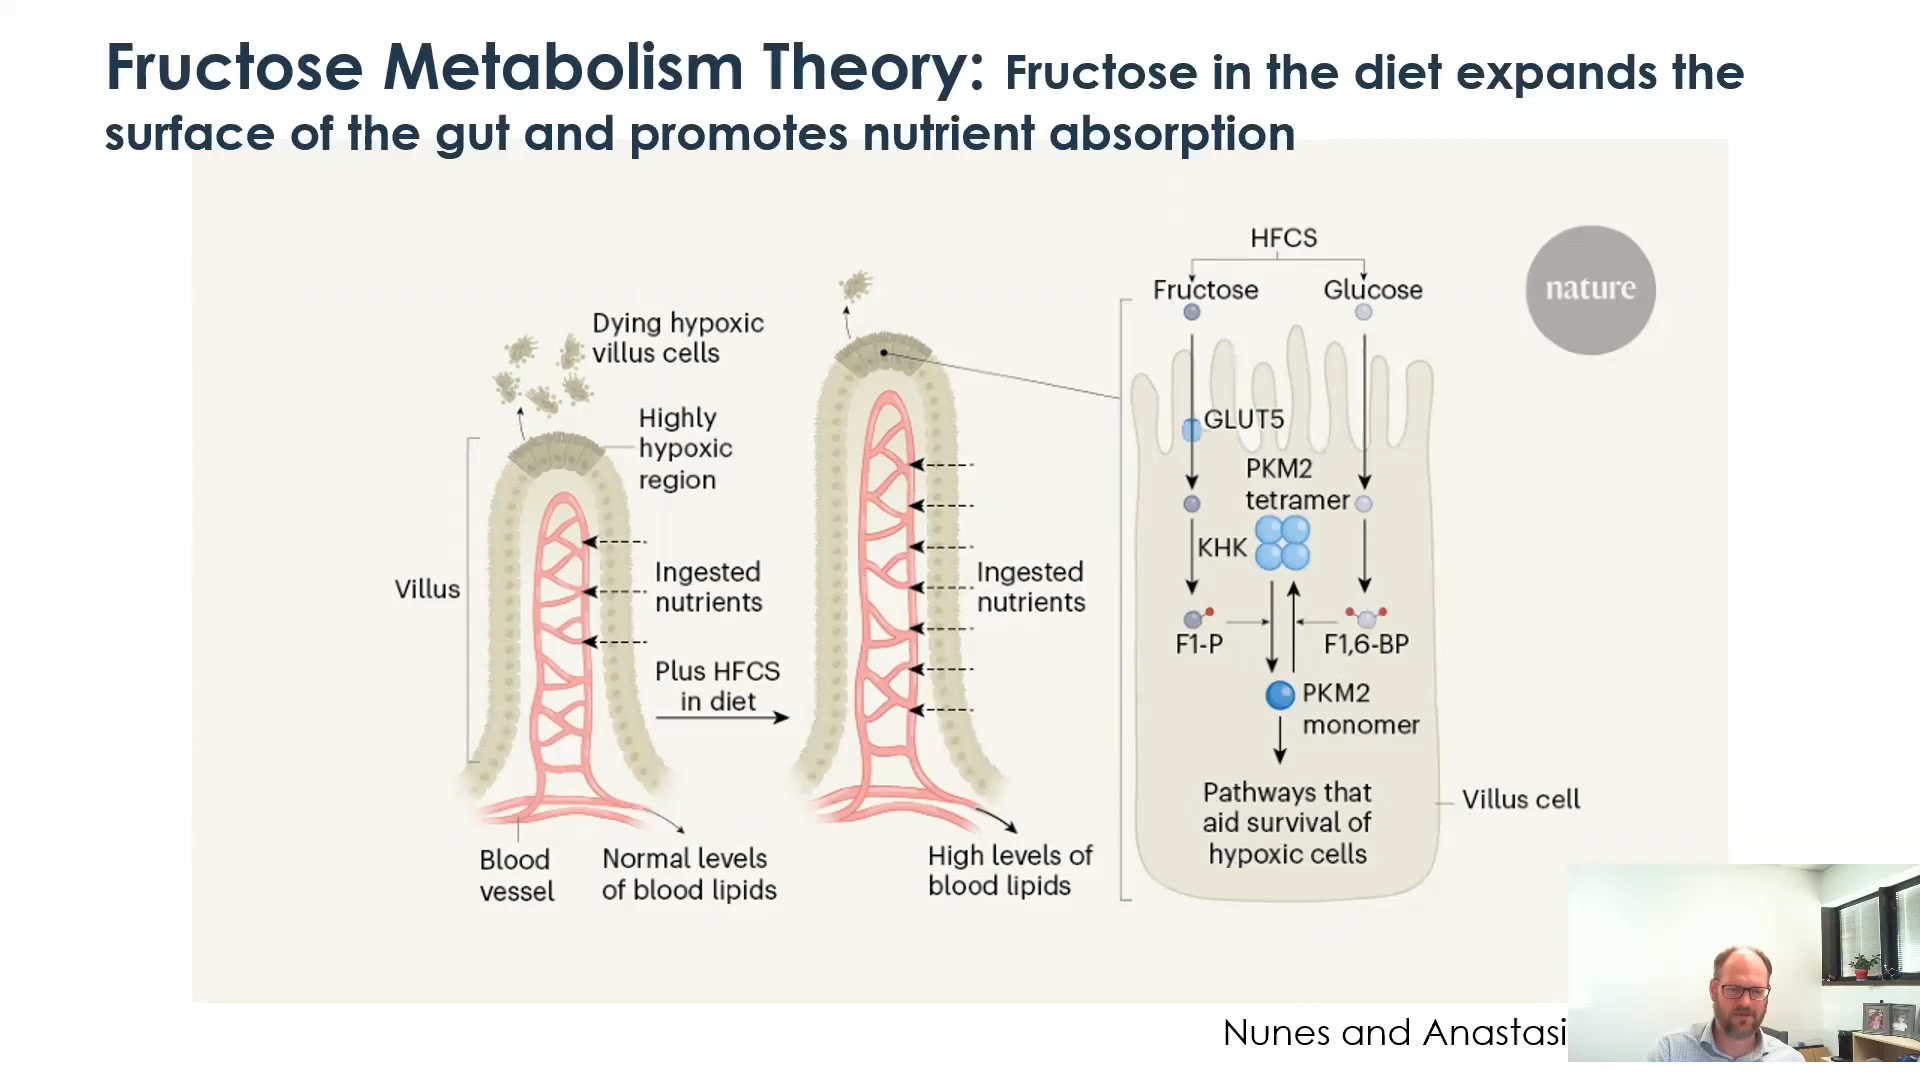 Fructose Metabolism Theory: Fructose in the diet expands the
surface of the gut and promotes nutrient absorption
HFCS
Fructose
Glucose
nature
Dying hypoxic
villus cells
Highly
hypoxic
region
GLUT5
PKM2
tetramer
KHK
Villus
Ingested
nutrients
Ingested
nutrients
F1-P
F1,6-BP
Plus HFCS
in diet
PKM2
monomer
Pathways that
aid survival of
hypoxic cells
Villus cell
Blood
vessel
Normal levels
of blood lipids
High levels of
blood lipids
Nunes and Anastasi